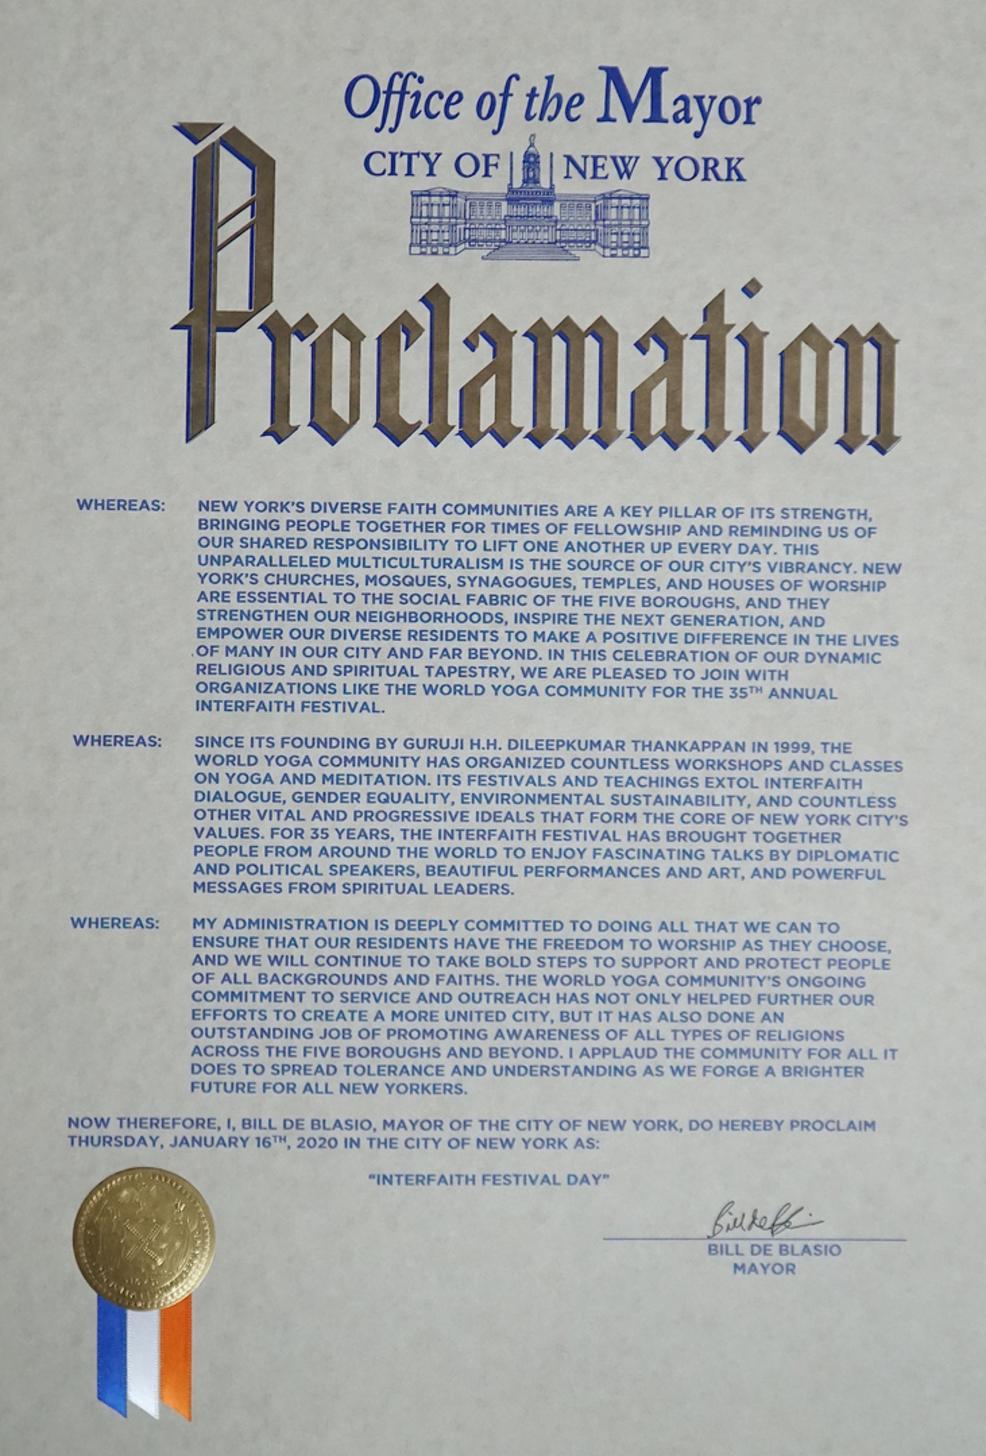 Office of the Mayor
CITY OF NEW YORK
Proclamation
WHEREAS: NEW YORK'S DIVERSE FAITH COMMUNITIES ARE A KEY PILLAR OF ITS STRENGTH,
BRINGING PEOPLE TOGETHER FOR TIMES OF FELLOWSHIP AND REMINDING US OF
OUR SHARED RESPONSIBILITY TO LIFT ONE ANOTHER UP EVERY DAY. THIS
UNPARALLELED MULTICULTURALISM IS THE SOURCE OF OUR CITY'S VIBRANCY. NEW
YORK'S CHURCHES, MOSQUES, SYNAGOGUES, TEMPLES, AND HOUSES OF WORSHIP
ARE ESSENTIAL TO THE SOCIAL FABRIC OF THE FIVE BOROUGHS, AND THEY
STRENGTHEN OUR NEIGHBORHOODS, INSPIRE THE NEXT GENERATION, AND
EMPOWER OUR DIVERSE RESIDENTS TO MAKE A POSITIVE DIFFERENCE IN THE LIVES
OF MANY IN OUR CITY AND FAR BEYOND. IN THIS CELEBRATION OF OUR DYNAMIC
RELIGIOUS AND SPIRITUAL TAPESTRY, WE ARE PLEASED TO JOIN WITH
ORGANIZATIONS LIKE THE WORLD YOGA COMMUNITY FOR THE 35TH ANNUAL
INTERFAITH FESTIVAL.
WHEREAS: SINCE ITS FOUNDING BY GURUJI H.H. DILEEPKUMAR THANKAPPAN IN 1999, THE
WORLD YOGA COMMUNITY HAS ORGANIZED COUNTLESS WORKSHOPS AND CLASSES
ON YOGA AND MEDITATION. ITS FESTIVALS AND TEACHINGS EXTOL INTERFAITH
DIALOGUE, GENDER EQUALITY, ENVIRONMENTAL SUSTAINABILITY, AND COUNTLESS
OTHER VITAL AND PROGRESSIVE IDEALS THAT FORM THE CORE OF NEW YORK CITY'S
VALUES. FOR 35 YEARS, THE INTERFAITH FESTIVAL HAS BROUGHT TOGETHER
PEOPLE FROM AROUND THE WORLD TO ENJOY FASCINATING TALKS BY DIPLOMATIC
AND POLITICAL SPEAKERS, BEAUTIFUL PERFORMANCES AND ART, AND POWERFUL
MESSAGES FROM SPIRITUAL LEADERS.
WHEREAS: MY ADMINISTRATION IS DEEPLY COMMITTED TO DOING ALL THAT WE CAN TO
ENSURE THAT OUR RESIDENTS HAVE THE FREEDOM TO WORSHIP AS THEY CHOOSE,
AND WE WILL CONTINUE TO TAKE BOLD STEPS TO SUPPORT AND PROTECT PEOPLE
OF ALL BACKGROUNDS AND FAITHS. THE WORLD YOGA COMMUNITY'S ONGOING
COMMITMENT TO SERVICE AND OUTREACH HAS NOT ONLY HELPED FURTHER OUR
EFFORTS TO CREATE A MORE UNITED CITY, BUT IT HAS ALSO DONE AN
OUTSTANDING JOB OF PROMOTING AWARENESS OF ALL TYPES OF RELIGIONS
ACROSS THE FIVE BOROUGHS AND BEYOND. I APPLAUD THE COMMUNITY FOR ALL IT
DOES TO SPREAD TOLERANCE AND UNDERSTANDING AS WE FORGE A BRIGHTER
FUTURE FOR ALL NEW YORKERS.
NOW THEREFORE, I, BILL DE BLASIO, MAYOR OF THE CITY OF NEW YORK, DO HEREBY PROCLAIM
THURSDAY, JANUARY 16TH, 2020 IN THE CITY OF NEW YORK AS:
"INTERFAITH FESTIVAL DAY"
BILL DE BLASIO
MAYOR